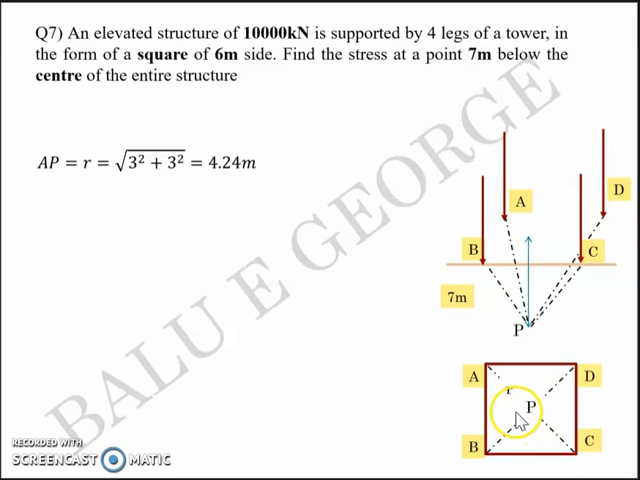 Q7) An elevated structure of 10000kN is supported by 4 legs of a tower, in
the form of a square of 6m side. Find the stress at a point 7m below the
centre of the entire structure
AP = r = √3² + 3² = 4.24m
D
A
B
C
7m
P
A
D
r
P
B
C
BALU E GEORGE
RECORDED WITH
SCREENCAST MATIC